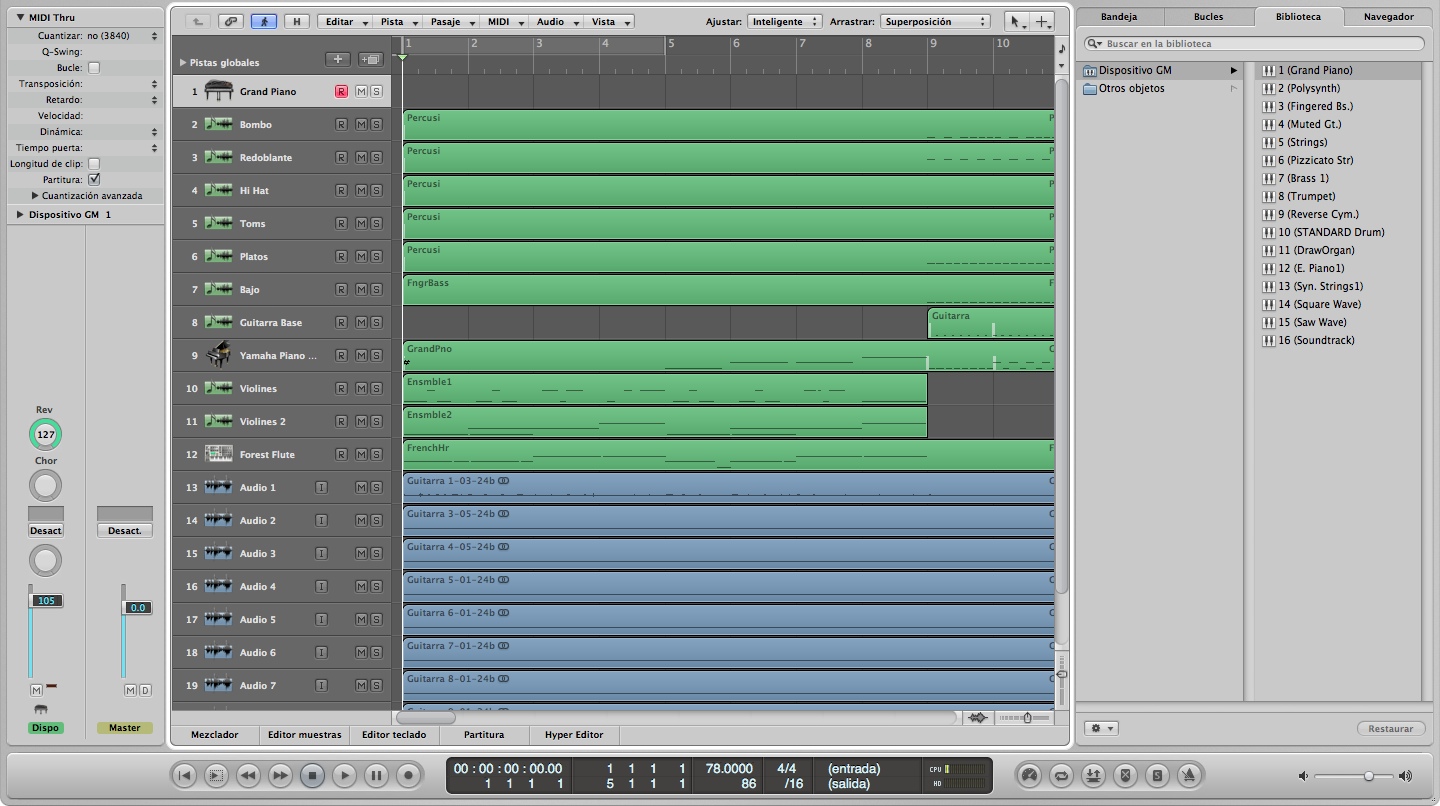 MIDI Thru
Cuantizar: no (3840)
Q-Swing:
Bucle:
Transposición:
Retardo:
Velocidad:
Dinámica:
Tiempo puerta:
Longitud de clip:
Partitura:
Cuantización avanzada
Dispositivo GM 1
Rev
127
Chor
Desact
Desact.
105
0.0
M
M D
Dispo
Master
H
Editar Pista Pasaje MIDI Audio Vista
Ajustar: Inteligente Arrastrar: Superposición
Pistas globales
1 2 3 4 5 6 7 8 9 10
1 Grand Piano R M S
2 Bombo R M S Percusi P
3 Redoblante R M S Percusi P
4 Hi Hat R M S Percusi P
5 Toms R M S Percusi P
6 Platos R M S Percusi P
7 Bajo R M S FngrBass F
8 Guitarra Base R M S Guitarra
9 Yamaha Piano ... R M S GrandPno
10 Violines R M S Ensmble1
11 Violines 2 R M S Ensmble2
12 Forest Flute R M S FrenchHr F
13 Audio 1 I M S Guitarra 1-03-24b
14 Audio 2 I M S Guitarra 3-05-24b
15 Audio 3 I M S Guitarra 4-05-24b
16 Audio 4 I M S Guitarra 5-01-24b
17 Audio 5 I M S Guitarra 6-01-24b
18 Audio 6 I M S Guitarra 7-01-24b
19 Audio 7 I M S Guitarra 8-01-24b
Mezclador Editor muestras Editor teclado Partitura Hyper Editor
Bandeja Bucles Biblioteca Navegador
Buscar en la biblioteca
Dispositivo GM
Otros objetos
1 (Grand Piano)
2 (Polysynth)
3 (Fingered Bs.)
4 (Muted Gt.)
5 (Strings)
6 (Pizzicato Str)
7 (Brass 1)
8 (Trumpet)
9 (Reverse Cym.)
10 (STANDARD Drum)
11 (DrawOrgan)
12 (E. Piano1)
13 (Syn. Strings1)
14 (Square Wave)
15 (Saw Wave)
16 (Soundtrack)
Restaurar
00 : 00 : 00 : 00.00 1 1 1 1 78.0000 4/4 (entrada) CPU
1 1 1 1 5 1 1 1 86 /16 (salida) HD
S